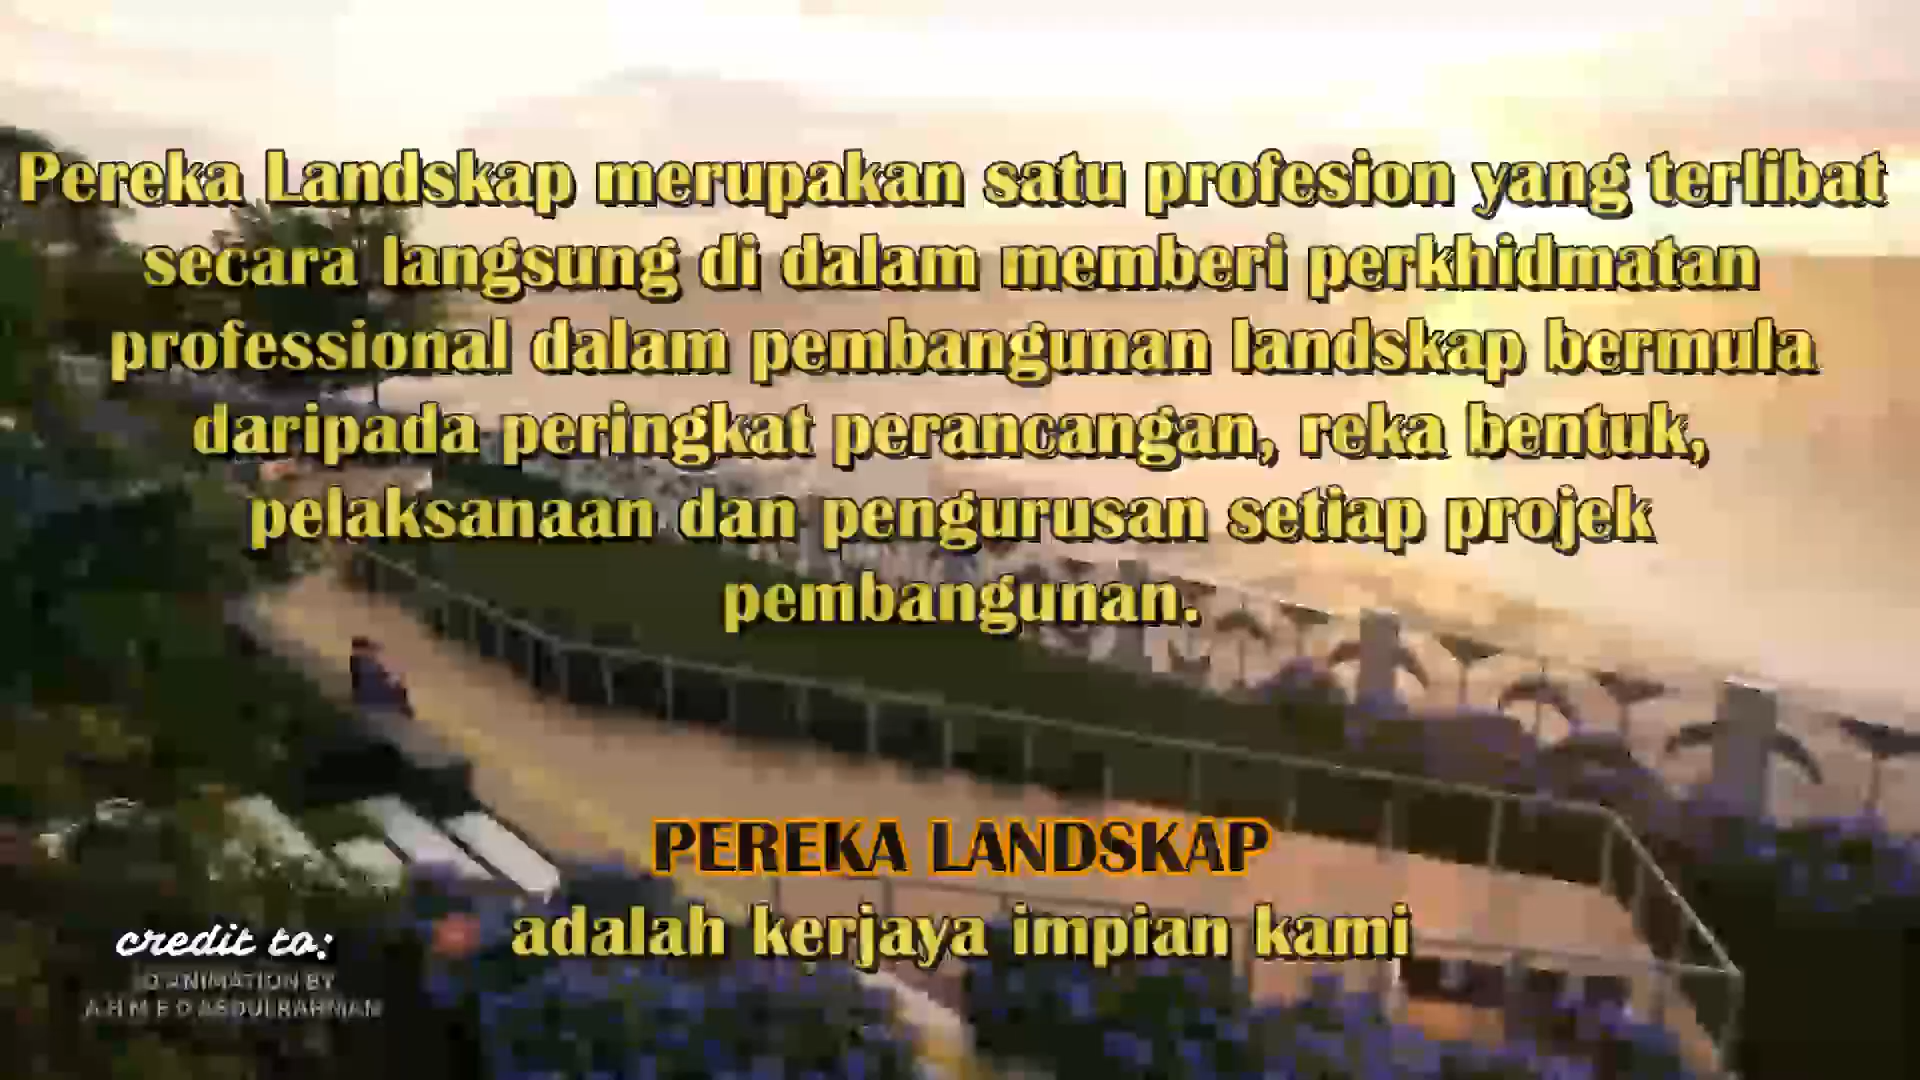 Pereka Landskap merupakan satu profesion yang terlibat
secara langsung di dalam memberi perkhidmatan
professional dalam pembangunan landskap bermula
daripada peringkat perancangan, reka bentuk,
pelaksanaan dan pengurusan setiap projek
pembangunan.
PEREKA LANDSKAP
adalah kerjaya impian kami
credit to:
ANIMATION BY
AHMED ABDULRAHMAN